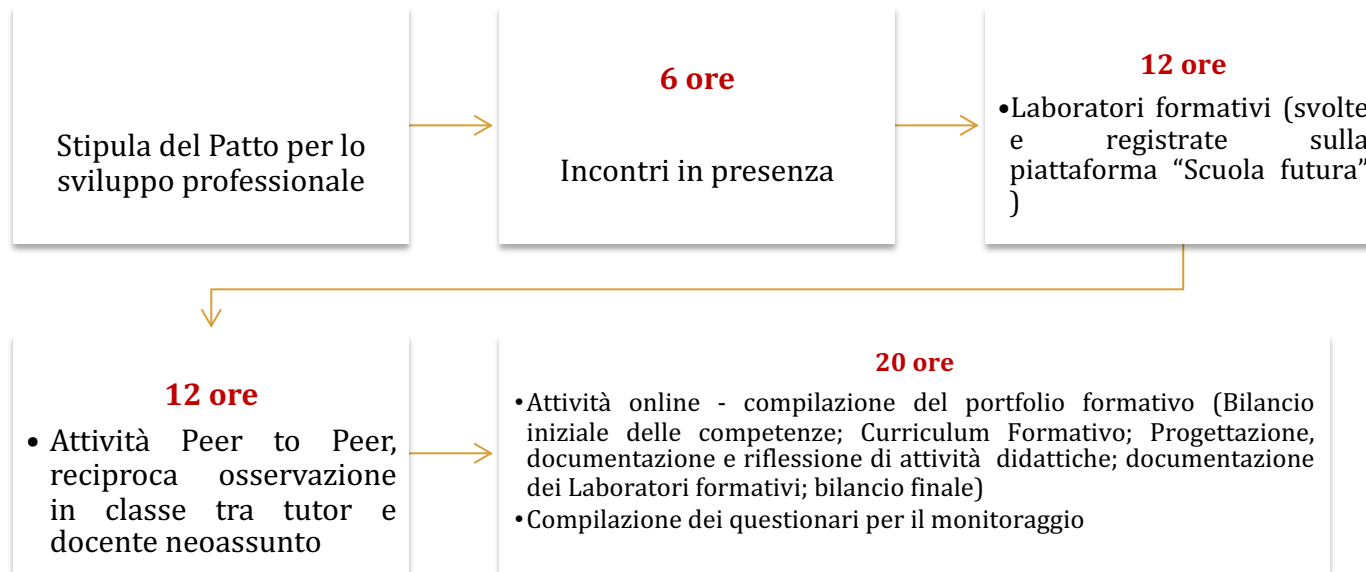 Stipula del Patto per lo
sviluppo professionale
6 ore
Incontri in presenza
12 ore
•Laboratori formativi (svolte
e registrate sulla
piattaforma “Scuola futura”
)
12 ore
• Attività Peer to Peer,
reciproca osservazione
in classe tra tutor e
docente neoassunto
20 ore
•Attività online - compilazione del portfolio formativo (Bilancio
iniziale delle competenze; Curriculum Formativo; Progettazione,
documentazione e riflessione di attività didattiche; documentazione
dei Laboratori formativi; bilancio finale)
•Compilazione dei questionari per il monitoraggio